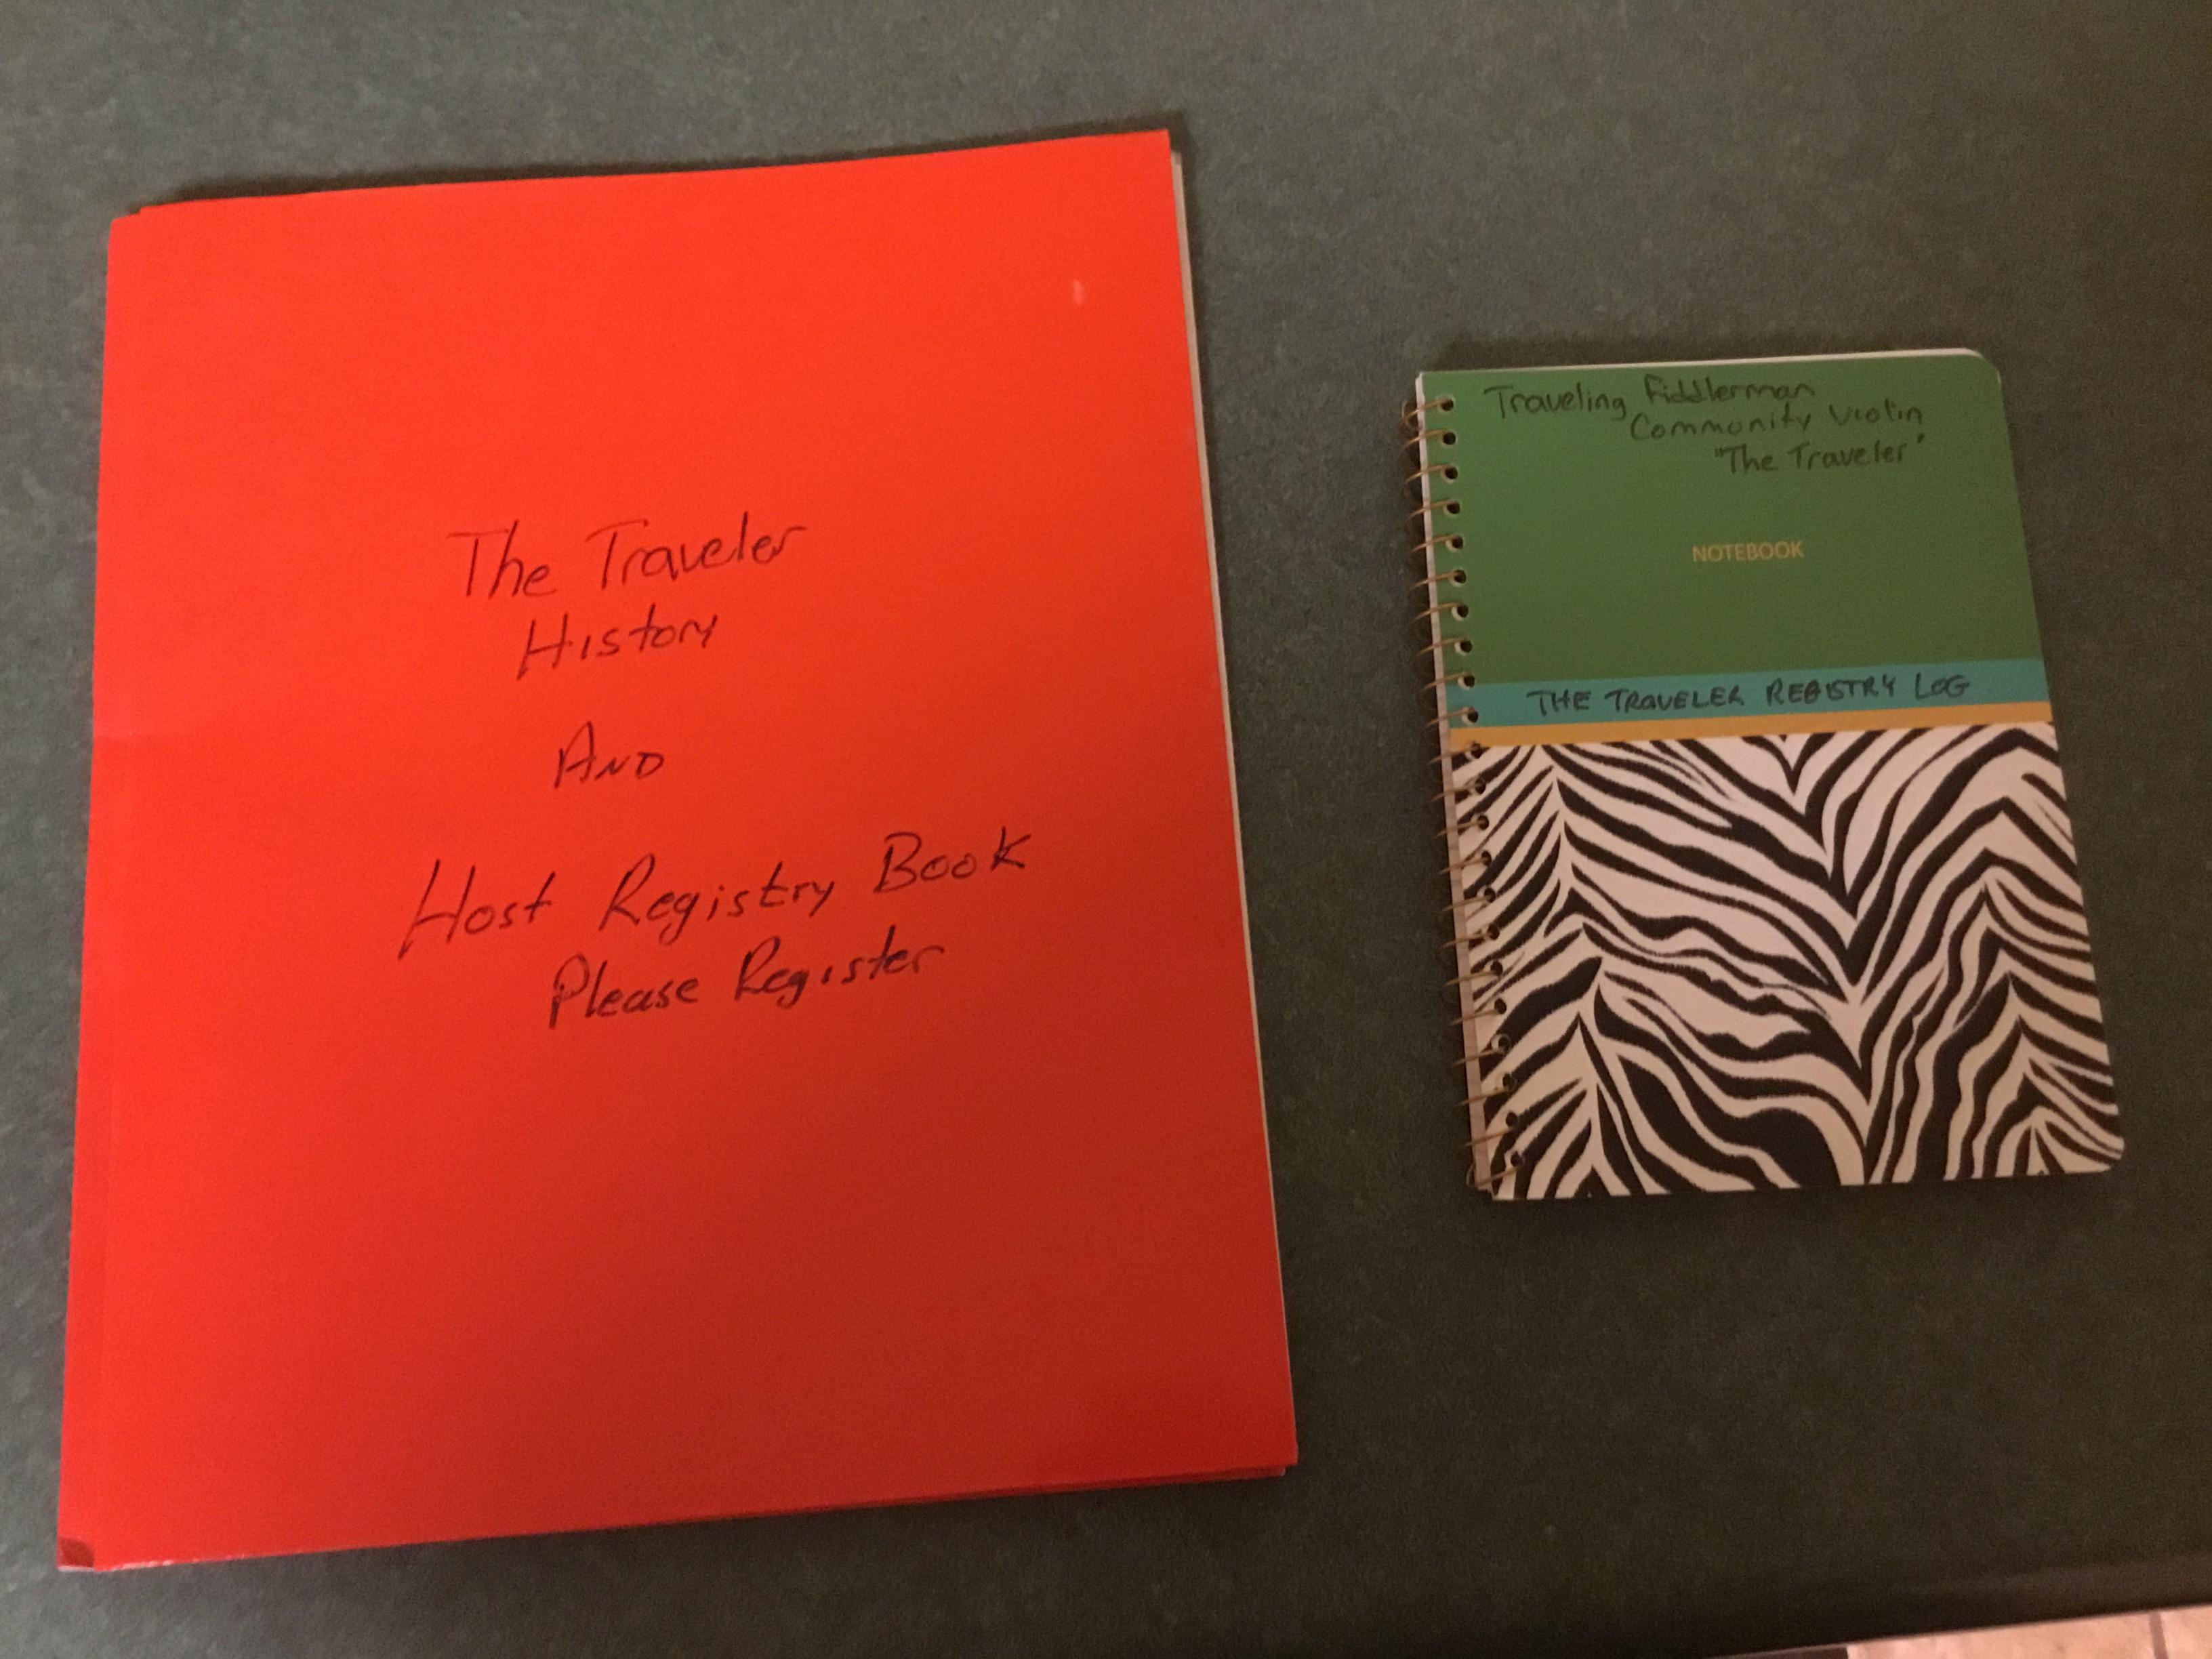 The Traveler
History
AND
Host Registry Book
Please Register
Traveling Fiddlerman
Community Violin
"The Traveler"
NOTEBOOK
THE TRAVELER REGISTRY LOG